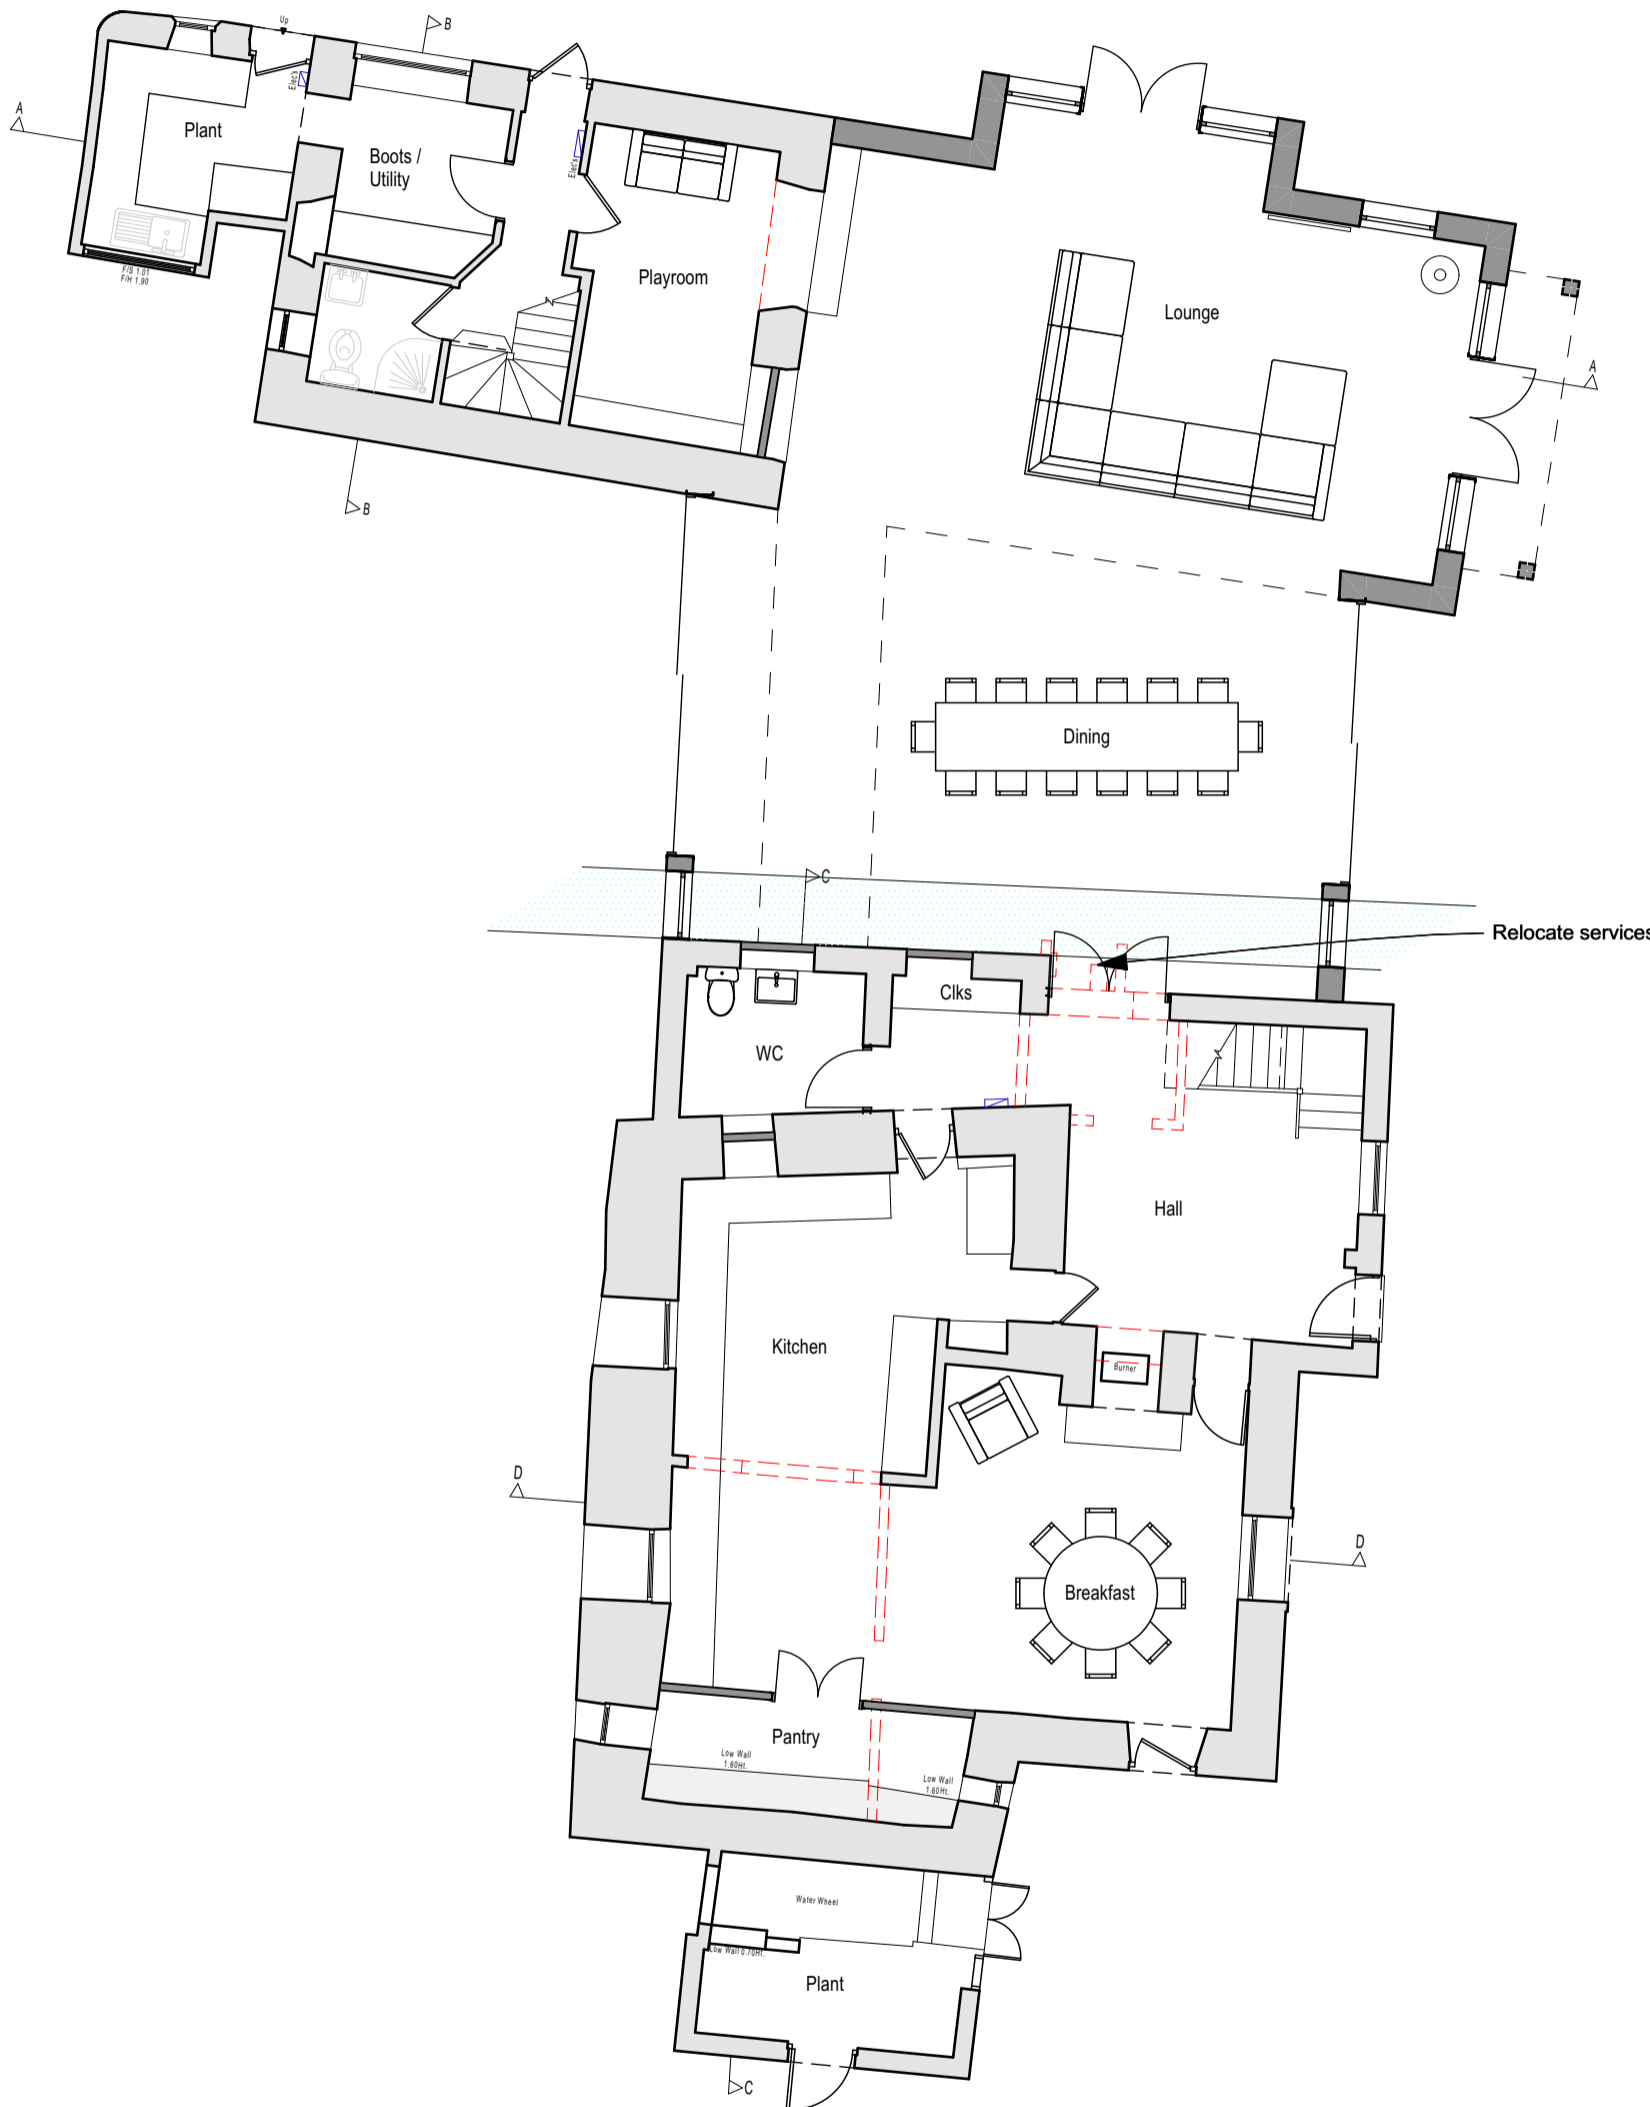 Up
B
A
Elec's
Plant
Boots /
Utility
Elec's
F/S 1.01
F/H 1.90
Playroom
Lounge
A
B
Dining
C
Relocate services
Clks
WC
Hall
Kitchen
Burner
D
D
Breakfast
Pantry
Low Wall
1.60Ht.
Low Wall
1.60Ht.
Water Wheel
Low Wall 0.70Ht.
Plant
C